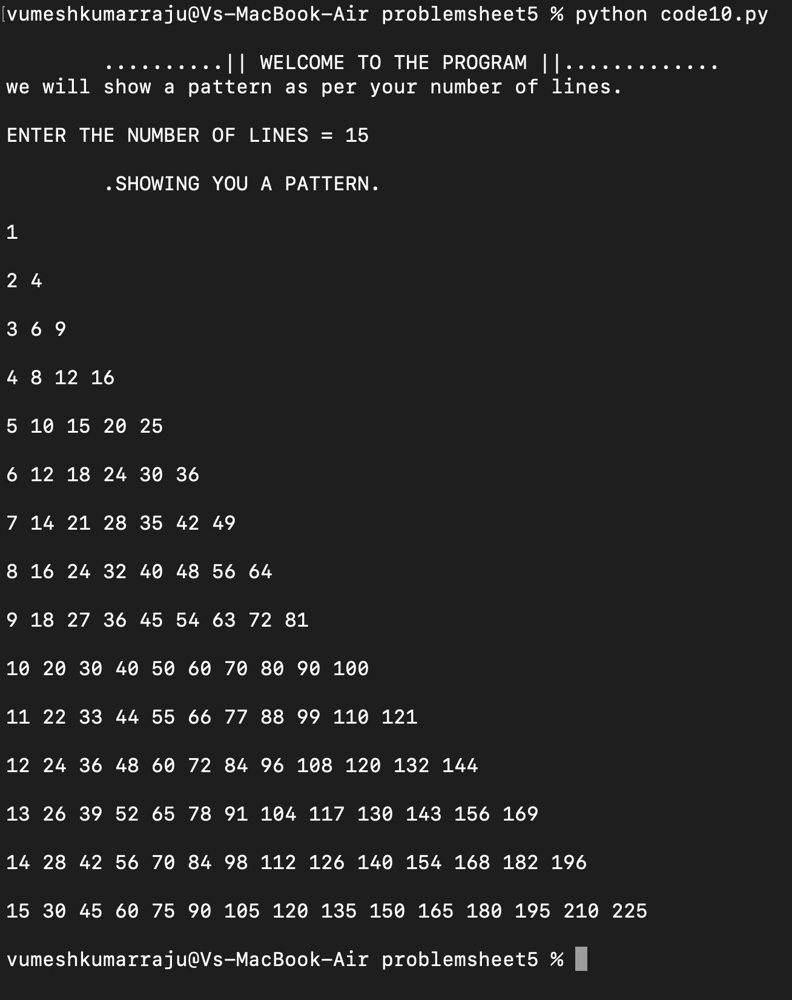 [vumeshkumarraju@Vs-MacBook-Air problemsheet5 % python code10.py
..........|| WELCOME TO THE PROGRAM ||.............
we will show a pattern as per your number of lines.
ENTER THE NUMBER OF LINES = 15
.SHOWING YOU A PATTERN.
1
2 4
3 6 9
4 8 12 16
5 10 15 20 25
6 12 18 24 30 36
7 14 21 28 35 42 49
8 16 24 32 40 48 56 64
9 18 27 36 45 54 63 72 81
10 20 30 40 50 60 70 80 90 100
11 22 33 44 55 66 77 88 99 110 121
12 24 36 48 60 72 84 96 108 120 132 144
13 26 39 52 65 78 91 104 117 130 143 156 169
14 28 42 56 70 84 98 112 126 140 154 168 182 196
15 30 45 60 75 90 105 120 135 150 165 180 195 210 225
vumeshkumarraju@Vs-MacBook-Air problemsheet5 %